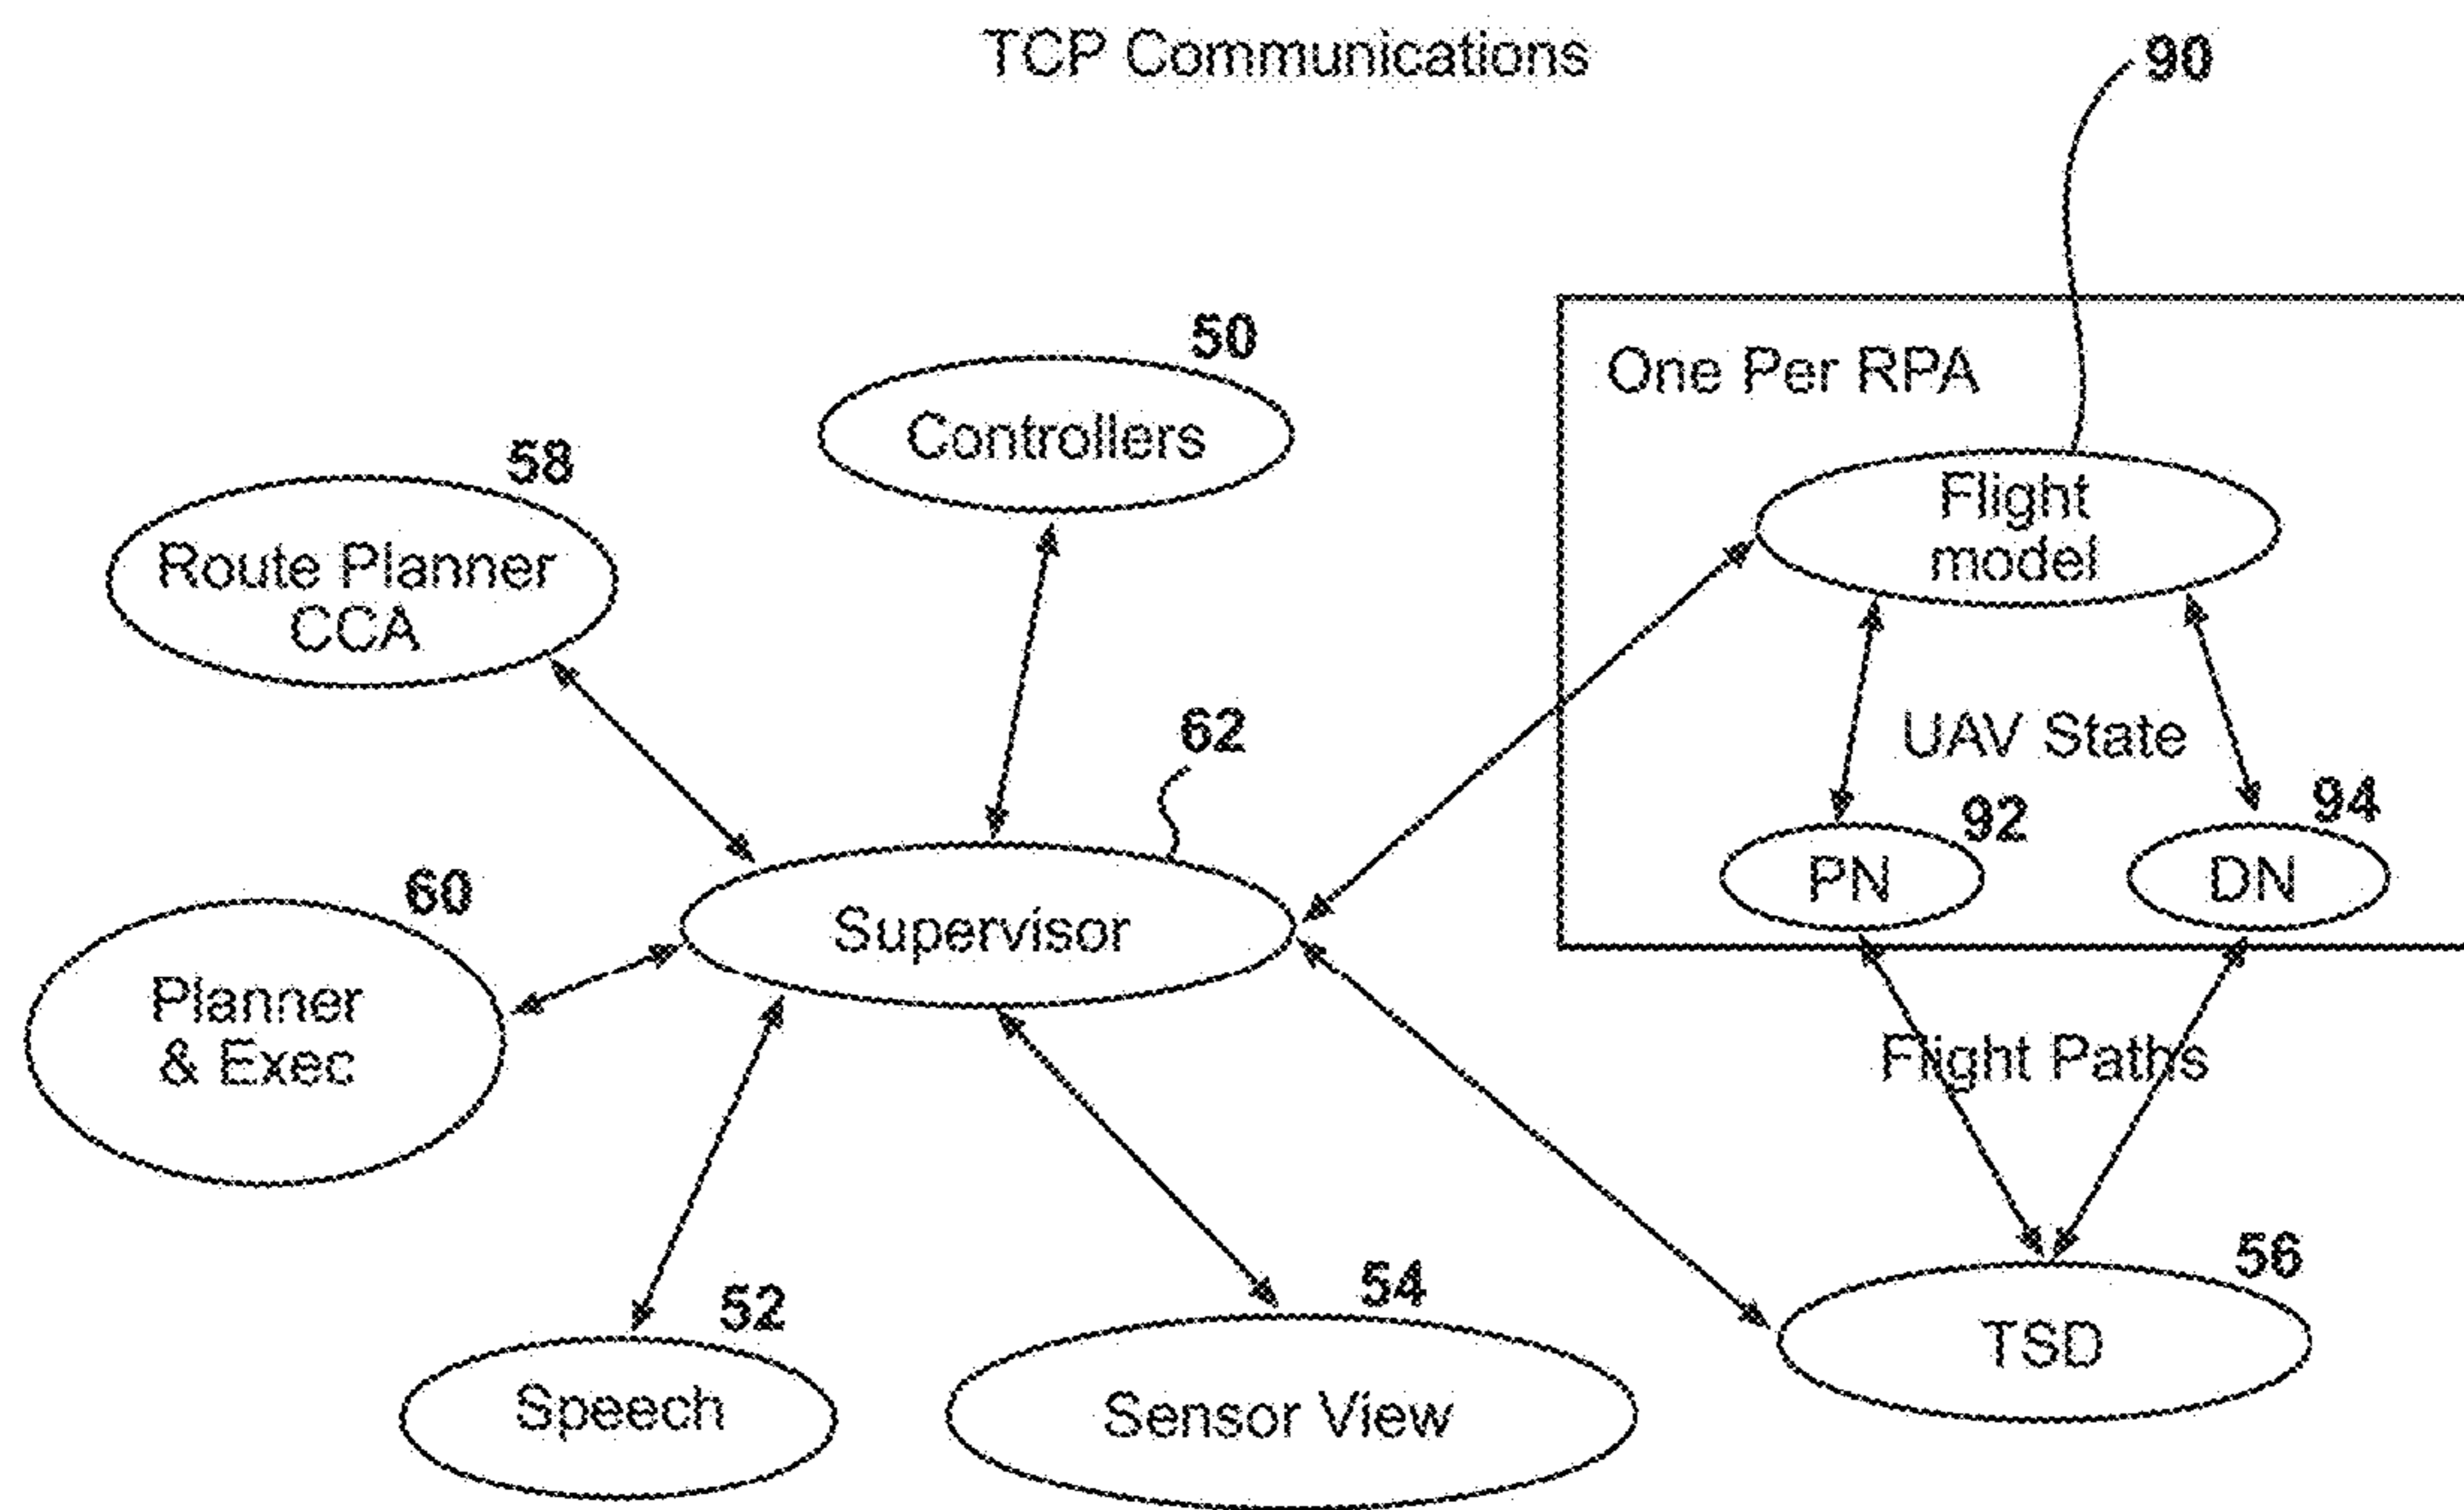 TCP Communications
90
50
One Per RPA
Controllers
58
Flight
model
Route Planner
CCA
62
UAV State
92
94
60
PN
DN
Supervisor
Planner
& Exec
Flight Paths
56
54
52
TSD
Speech
Sensor View